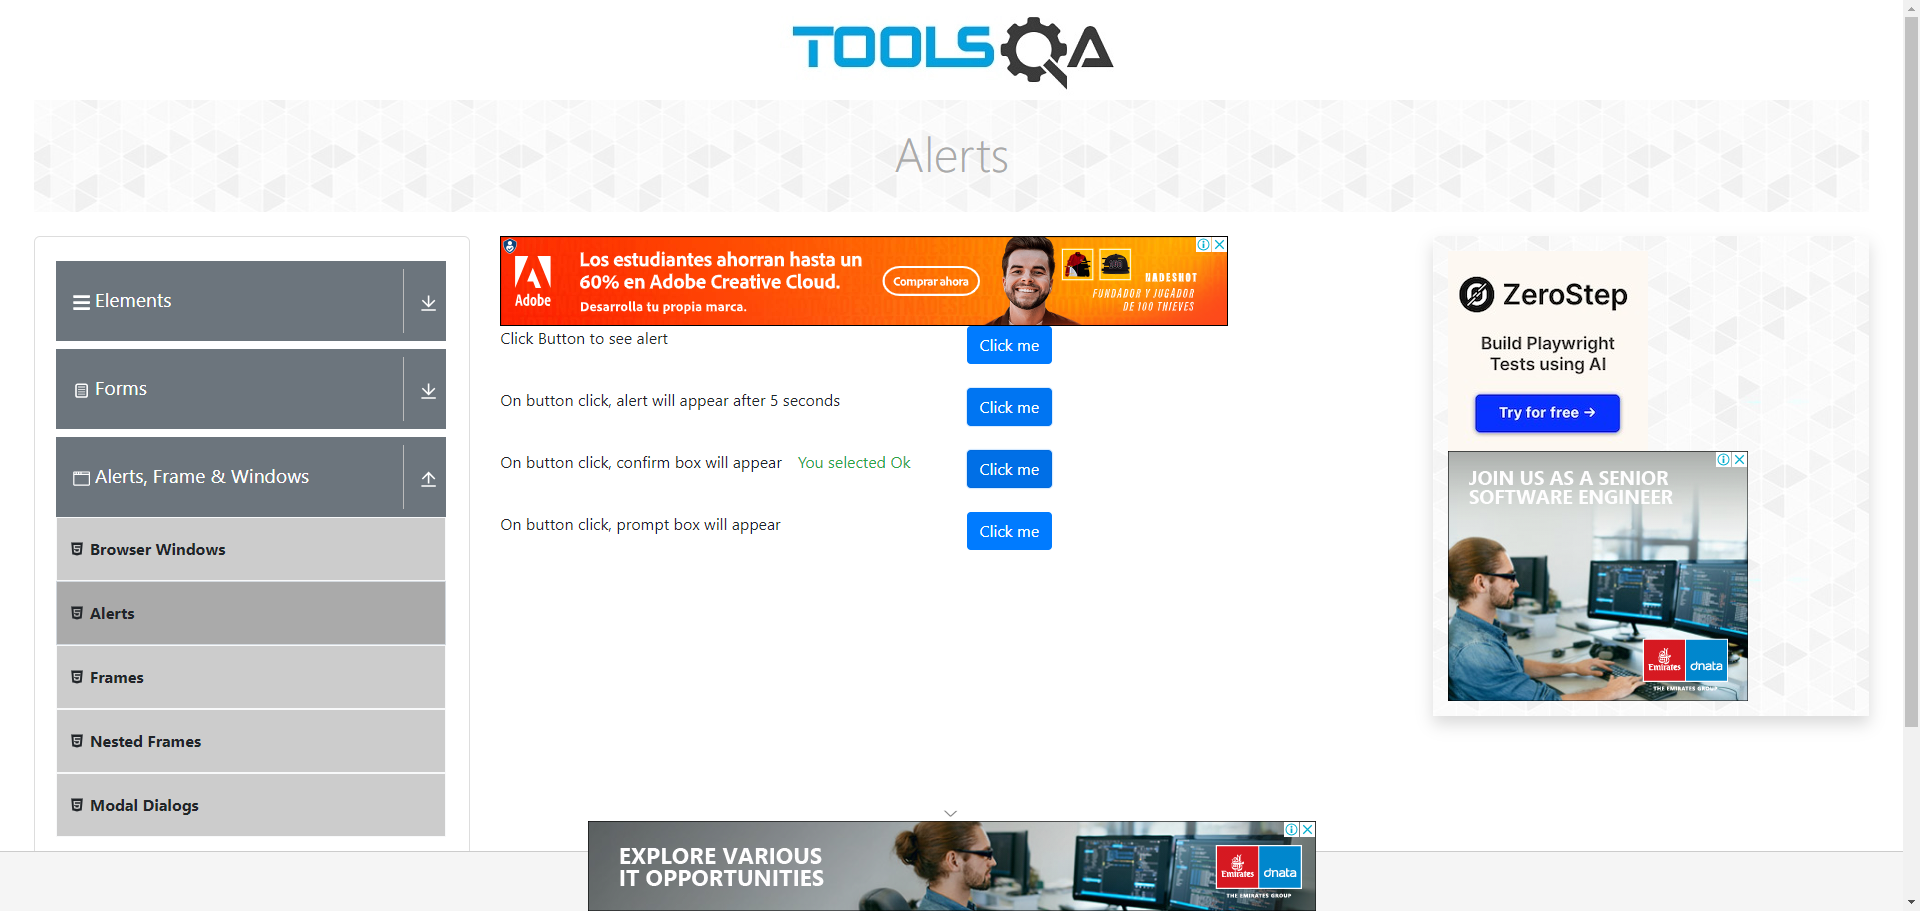 TOOLSQA
Alerts
Elements
Forms
Alerts, Frame & Windows
Browser Windows
Alerts
Frames
Nested Frames
Modal Dialogs
Adobe
Los estudiantes ahorran hasta un
60% en Adobe Creative Cloud.
Desarrolla tu propia marca.
Comprar ahora
NADESHOT
FUNDADOR Y JUGADOR
DE 100 THIEVES
Click Button to see alert
Click me
On button click, alert will appear after 5 seconds
Click me
On button click, confirm box will appear You selected Ok
Click me
On button click, prompt box will appear
Click me
ZeroStep
Build Playwright
Tests using AI
Try for free →
JOIN US AS A SENIOR
SOFTWARE ENGINEER
Emirates
dnata
THE EMIRATES GROUP
EXPLORE VARIOUS
IT OPPORTUNITIES
Emirates
dnata
THE EMIRATES GROUP